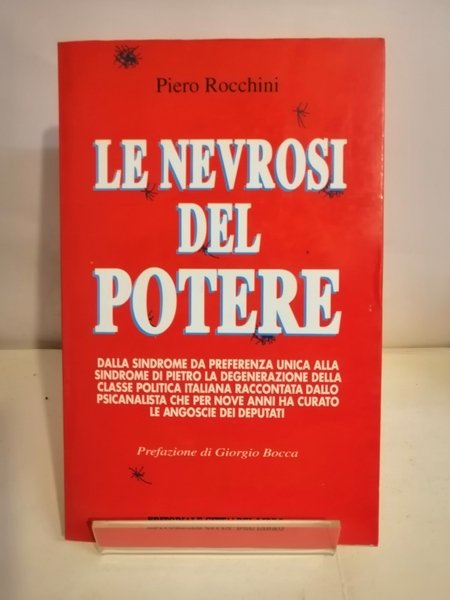 Piero Rocchini
LE NEVROSI
DEL
POTERE
DALLA SINDROME DA PREFERENZA UNICA ALLA
SINDROME DI PIETRO LA DEGENERAZIONE DELLA
CLASSE POLITICA ITALIANA RACCONTATA DALLO
PSICANALISTA CHE PER NOVE ANNI HA CURATO
LE ANGOSCIE DEI DEPUTATI
Prefazione di Giorgio Bocca